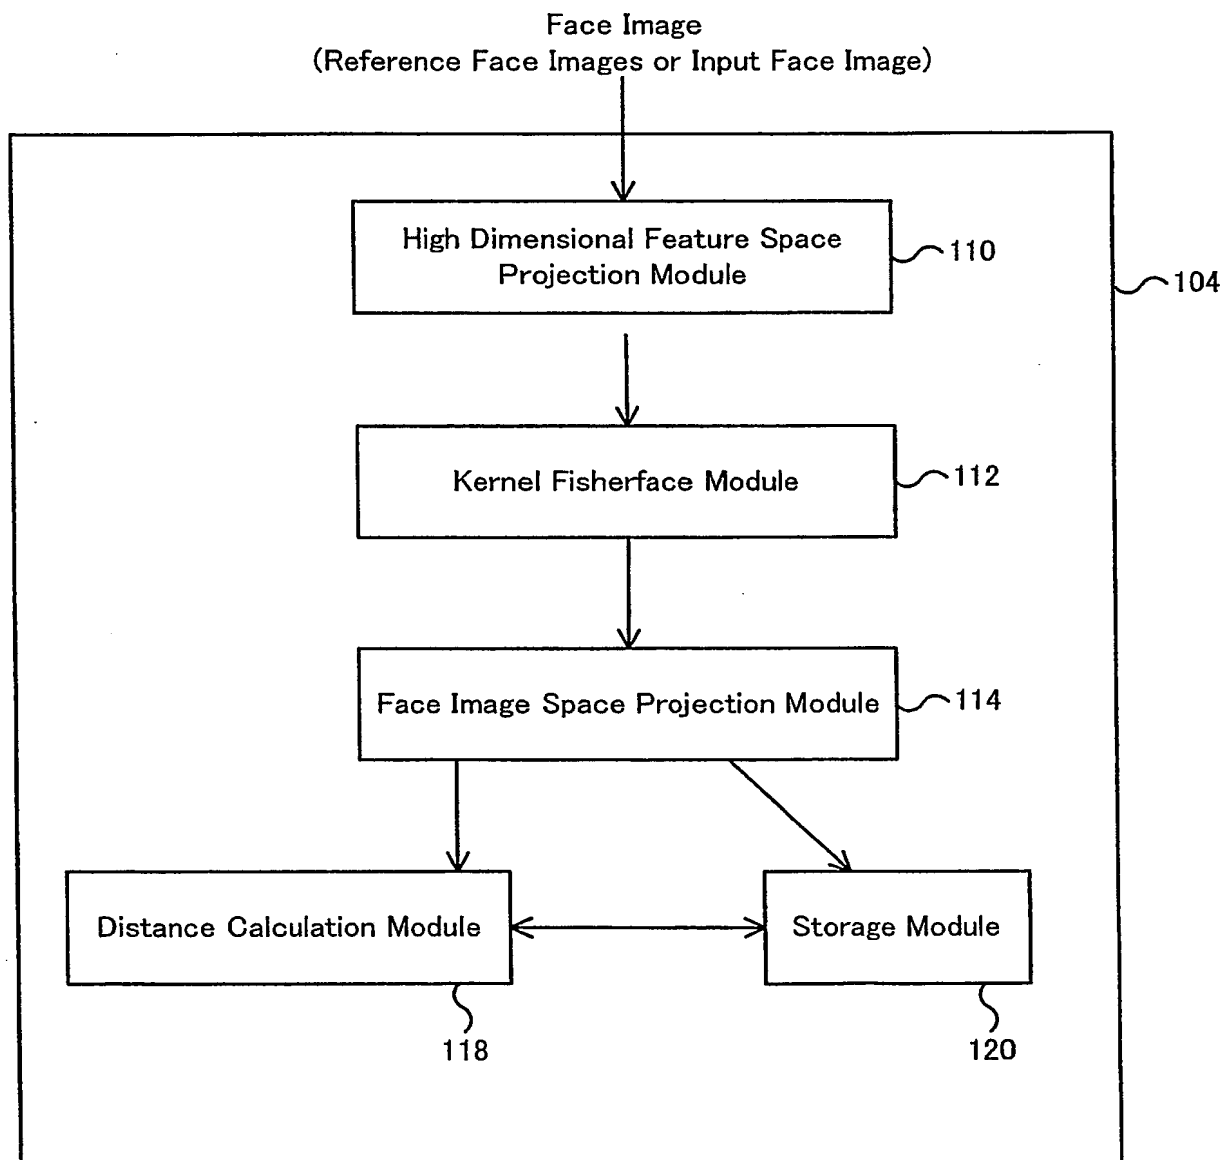 Face Image
(Reference Face Images or Input Face Image)
High Dimensional Feature Space
Projection Module
110
104
Kernel Fisherface Module
112
Face Image Space Projection Module
114
Distance Calculation Module
Storage Module
118
120